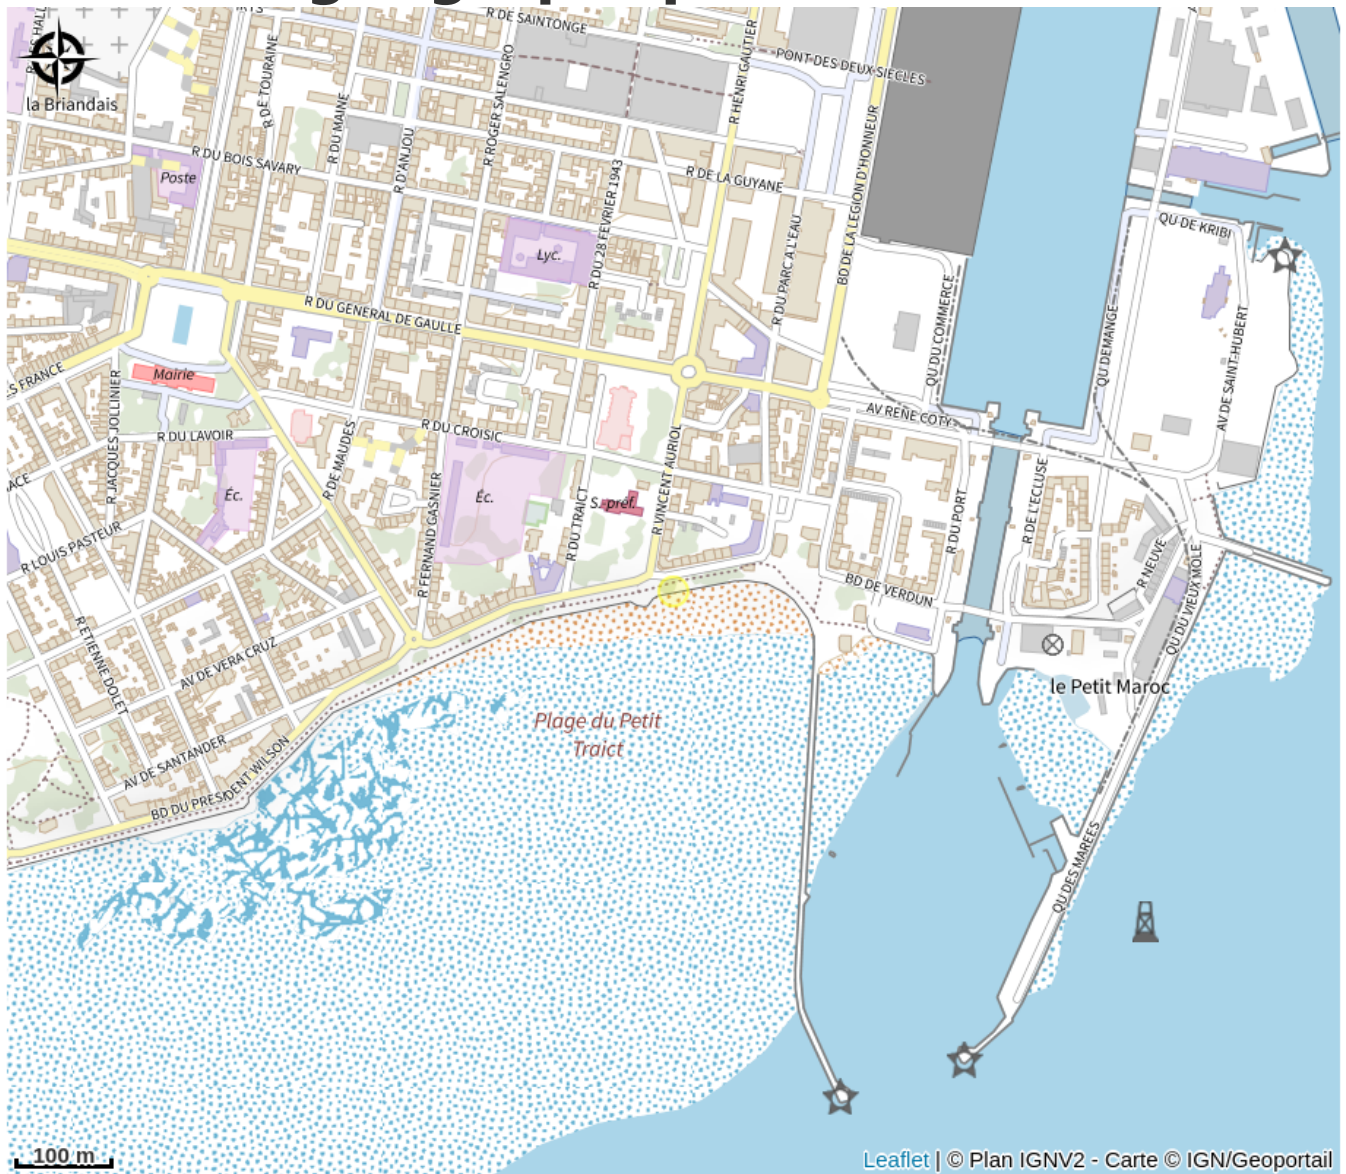 R DE SAINTONGE
PONT DES DEUX SIECLES
R HENRI GAUTIER
la Briandais
R DE TOURAINE
R DU MAINE
R D'ANJOU
R ROGER SALENGRO
R DU BOIS SAVARY
Poste
R DE LA GUYANE
BD DE LA LEGION D'HONNEUR
R DU 28 FEVRIER 1943
R DU PARC A L'EAU
Lyc.
QU DE KRIBI
QU DU COMMERCE
QU DEMANGE
AV DE SAINT-HUBERT
R DU GENERAL DE GAULLE
Mairie
S FRANCE
R JACQUES JOLLINIER
R DU LAVOIR
R DE MAUDES
R DU CROISIC
AV RENE COTY
R VINCENT AURIOL
Éc.
Éc.
S.-préf.
R DU TRAICT
R FERNAND GASNIER
R DU PORT
R DE L'ECLUSE
R LOUIS PASTEUR
R NEUVE
QU DU VIEUX MOLE
BD DE VERDUN
R ETIENNE DOLET
AV DE VERA CRUZ
le Petit Maroc
Plage du Petit
Traict
AV DE SANTANDER
BD DU PRESIDENT WILSON
QU DES MAREES
100 m
Leaflet | © Plan IGNV2 - Carte © IGN/Geoportail